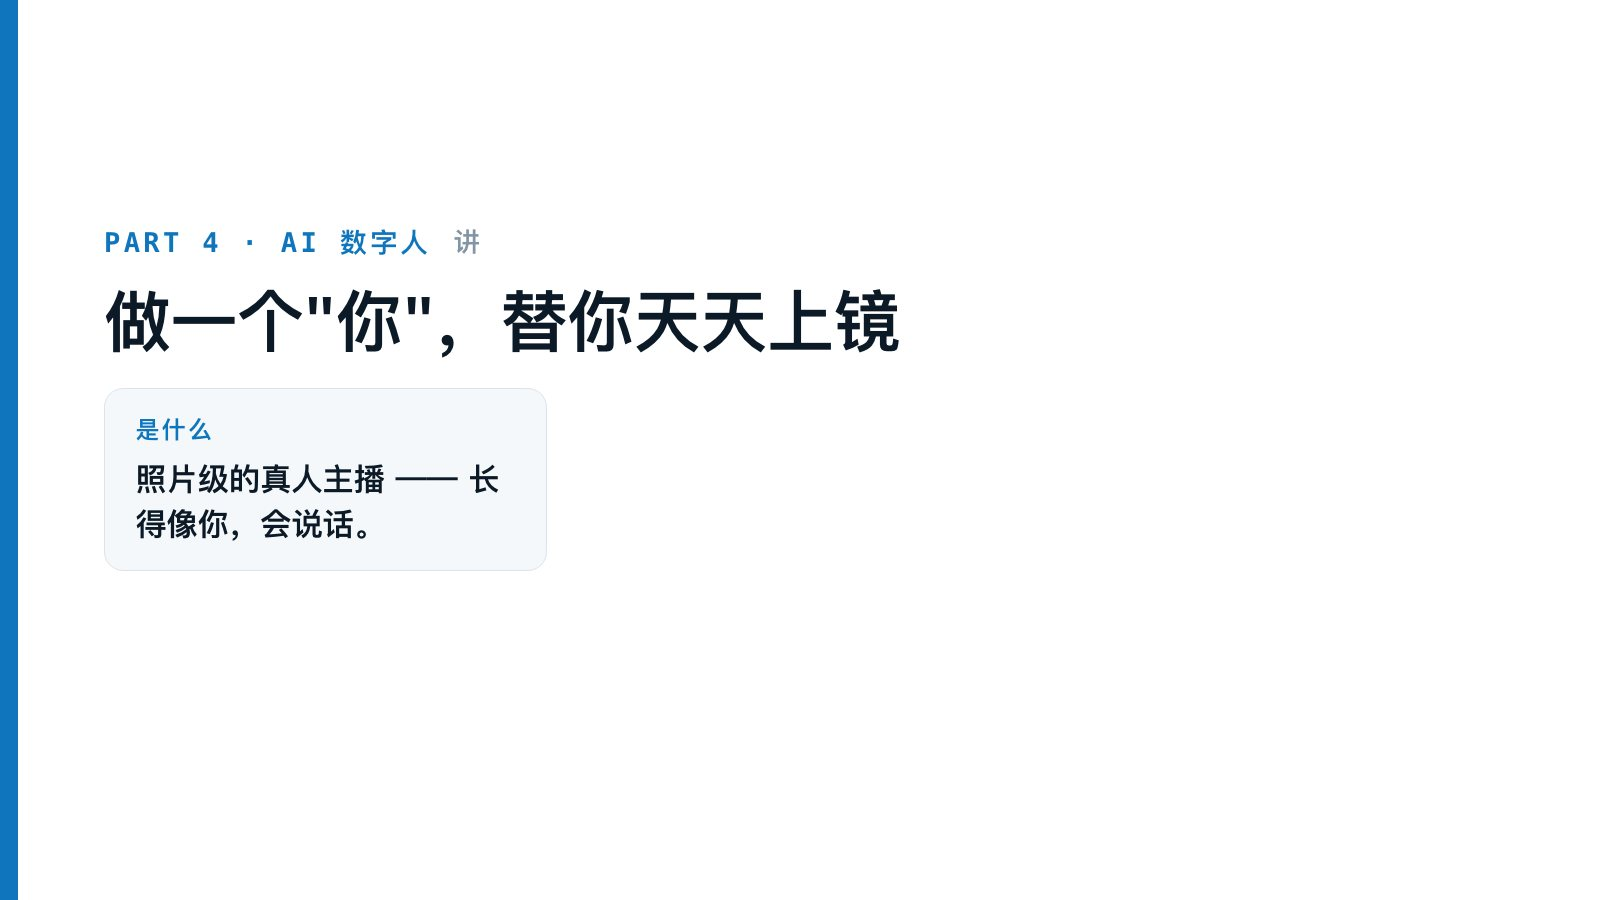 PART 4 · AI 数字人 讲
做一个"你"，替你天天上镜
是什么
照片级的真人主播 —— 长
得像你，会说话。